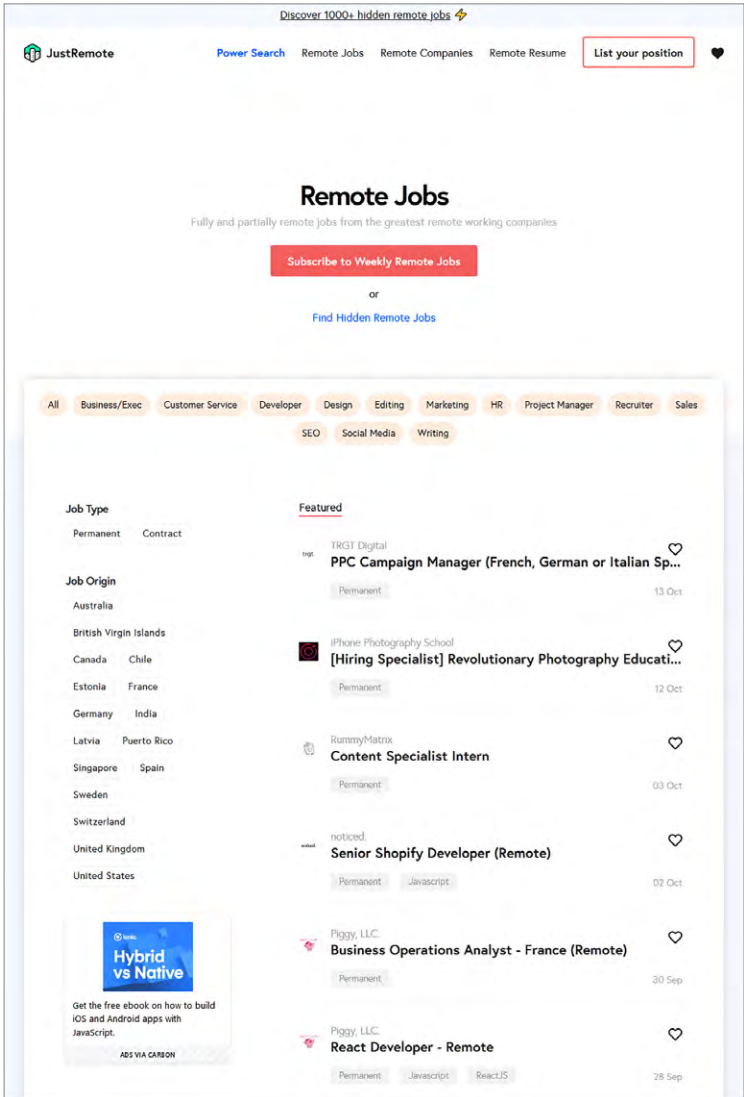 Discover 1000+ hidden remote jobs
JustRemote
Power Search Remote Jobs Remote Companies Remote Resume List your position
Remote Jobs
Fully and partially remote jobs from the greatest remote working companies
Subscribe to Weekly Remote Jobs
or
Find Hidden Remote Jobs
All Business/Exec Customer Service Developer Design Editing Marketing HR Project Manager Recruiter Sales
SEO Social Media Writing
Job Type
Permanent Contract
Job Origin
Australia
British Virgin Islands
Canada Chile
Estonia France
Germany India
Latvia Puerto Rico
Singapore Spain
Sweden
Switzerland
United Kingdom
United States
Ionic
Hybrid
vs Native
Get the free ebook on how to build
iOS and Android apps with
JavaScript.
ADS VIA CARBON
Featured
trgt.
TRGT Digital
PPC Campaign Manager (French, German or Italian Sp...
Permanent
13 Oct
iPhone Photography School
[Hiring Specialist] Revolutionary Photography Educati...
Permanent
12 Oct
RummyMatrix
Content Specialist Intern
Permanent
03 Oct
noticed.
Senior Shopify Developer (Remote)
Permanent Javascript
02 Oct
Piggy, LLC.
Business Operations Analyst - France (Remote)
Permanent
30 Sep
Piggy, LLC.
React Developer - Remote
Permanent Javascript ReactJS
28 Sep